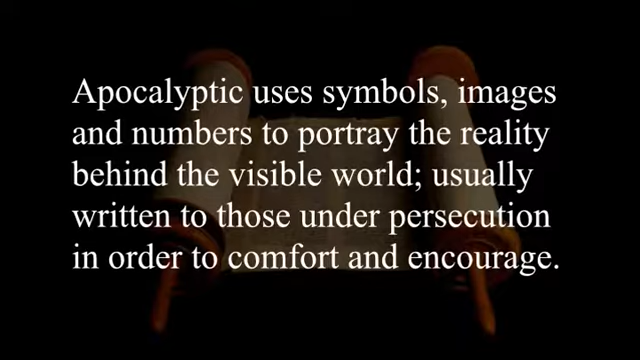 Apocalyptic uses symbols, images
and numbers to portray the reality
behind the visible world; usually
written to those under persecution
in order to comfort and encourage.